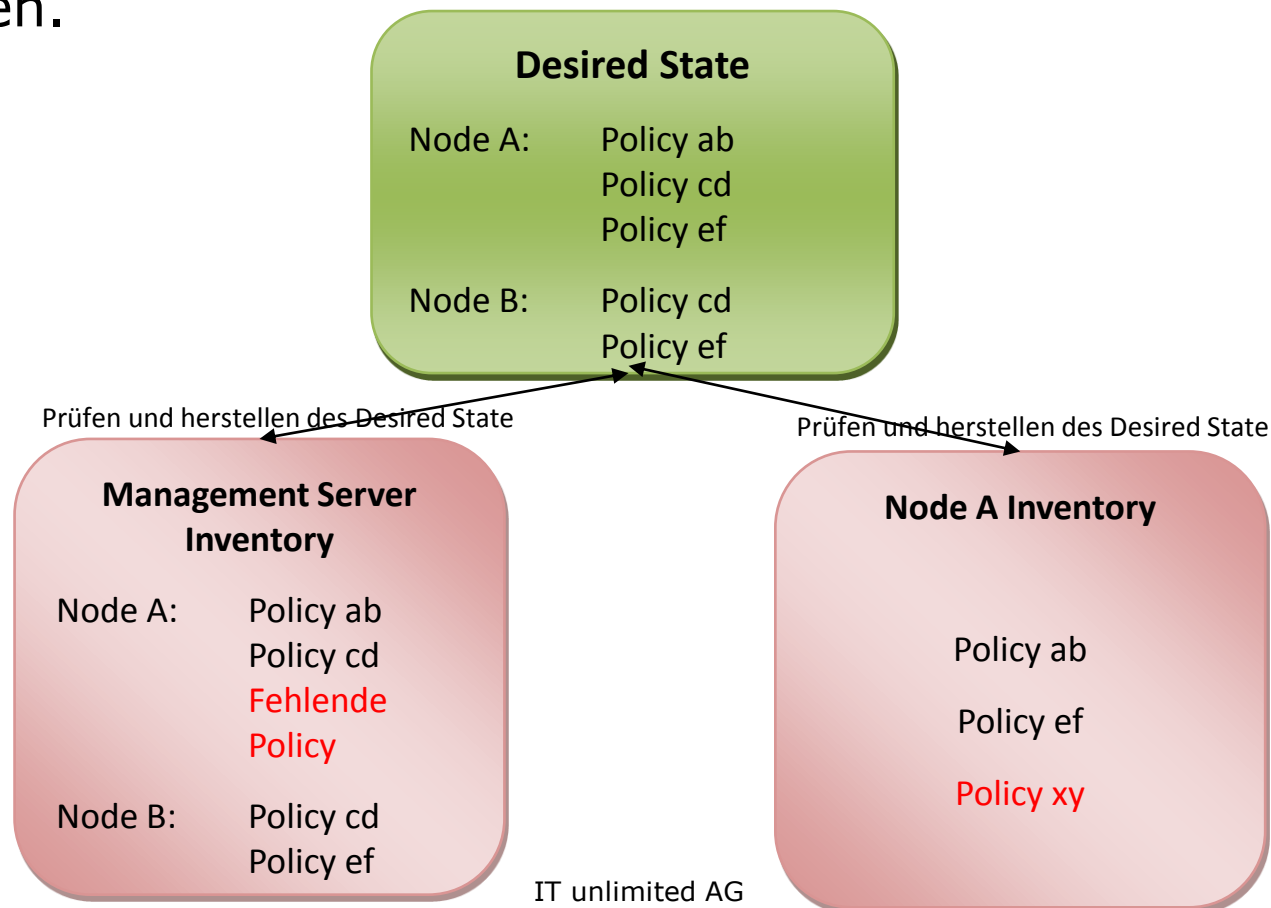 en.
Desired State
Node A: Policy ab
Policy cd
Policy ef
Node B: Policy cd
Policy ef
Prüfen und herstellen des Desired State
Prüfen und herstellen des Desired State
Management Server
Inventory
Node A: Policy ab
Policy cd
Fehlende
Policy
Node B: Policy cd
Policy ef
Node A Inventory
Policy ab
Policy ef
Policy xy
IT unlimited AG